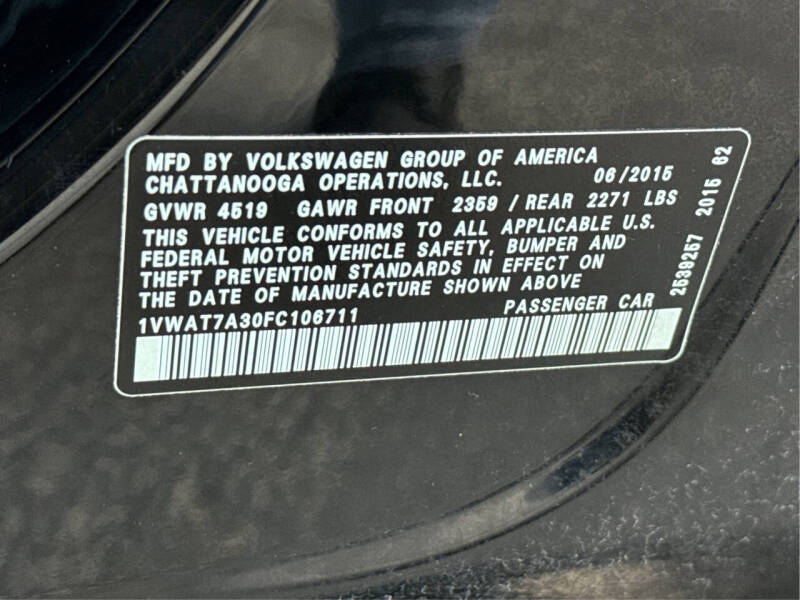 MFD BY VOLKSWAGEN GROUP OF AMERICA
CHATTANOOGA OPERATIONS, LLC. 06/2015
GVWR 4519 GAWR FRONT 2359 / REAR 2271 LBS
THIS VEHICLE CONFORMS TO ALL APPLICABLE U.S.
FEDERAL MOTOR VEHICLE SAFETY, BUMPER AND
THEFT PREVENTION STANDARDS IN EFFECT ON
THE DATE OF MANUFACTURE SHOWN ABOVE
1VWAT7A30FC106711 PASSENGER CAR
2539257 2015 62